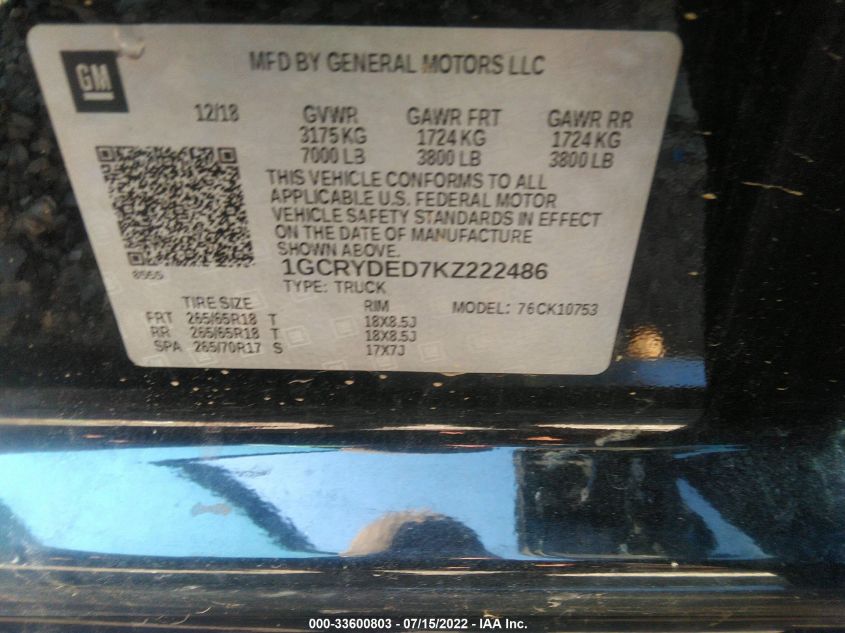 GM
MFD BY GENERAL MOTORS LLC
12/18 GVWR GAWR FRT GAWR RR
3175 KG 1724 KG 1724 KG
7000 LB 3800 LB 3800 LB
THIS VEHICLE CONFORMS TO ALL
APPLICABLE U.S. FEDERAL MOTOR
VEHICLE SAFETY STANDARDS IN EFFECT
ON THE DATE OF MANUFACTURE
SHOWN ABOVE.
1GCRYDED7KZ222486
TYPE: TRUCK
TIRE SIZE RIM MODEL: 76CK10753
FRT 265/65R18 T 18X8.5J
RR 265/65R18 T 18X8.5J
SPA 265/70R17 S 17X7J
000-33600803 - 07/15/2022 - IAA Inc.